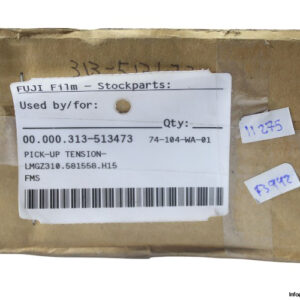 FUJI Film - Stockparts:
Used by/for:
Qty:
00.000.313-513473 74-104-WA-01
PICK-UP TENSION-
LMGZ310.581558.H15
FMS
11275